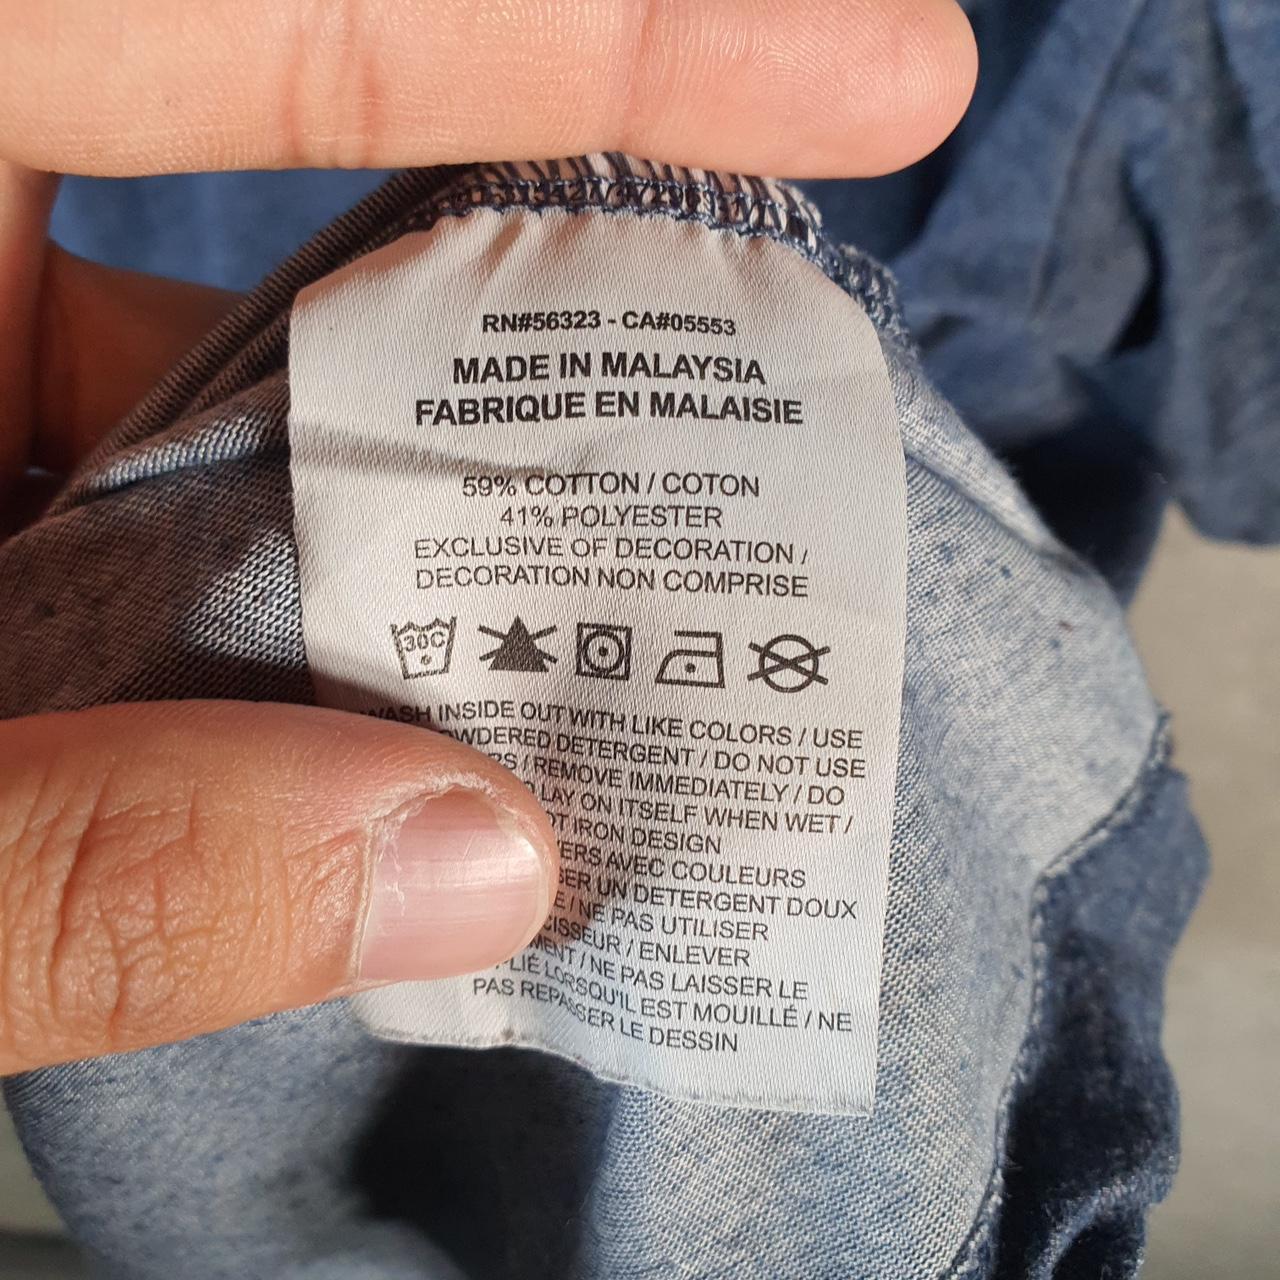 RN#56323 - CA#05553
MADE IN MALAYSIA
FABRIQUE EN MALAISIE
59% COTTON / COTON
41% POLYESTER
EXCLUSIVE OF DECORATION /
DECORATION NON COMPRISE
30C
WASH INSIDE OUT WITH LIKE COLORS / USE
DETERGENT / DO NOT USE
/ REMOVE IMMEDIATELY / DO
LAY ON ITSELF WHEN WET /
IRON DESIGN
AVEC COULEURS
UN DETERGENT DOUX
/ NE PAS UTILISER
/ ENLEVER
/ NE PAS LAISSER LE
LORSQU'IL EST MOUILLÉ / NE
PAS REPASSER LE DESSIN